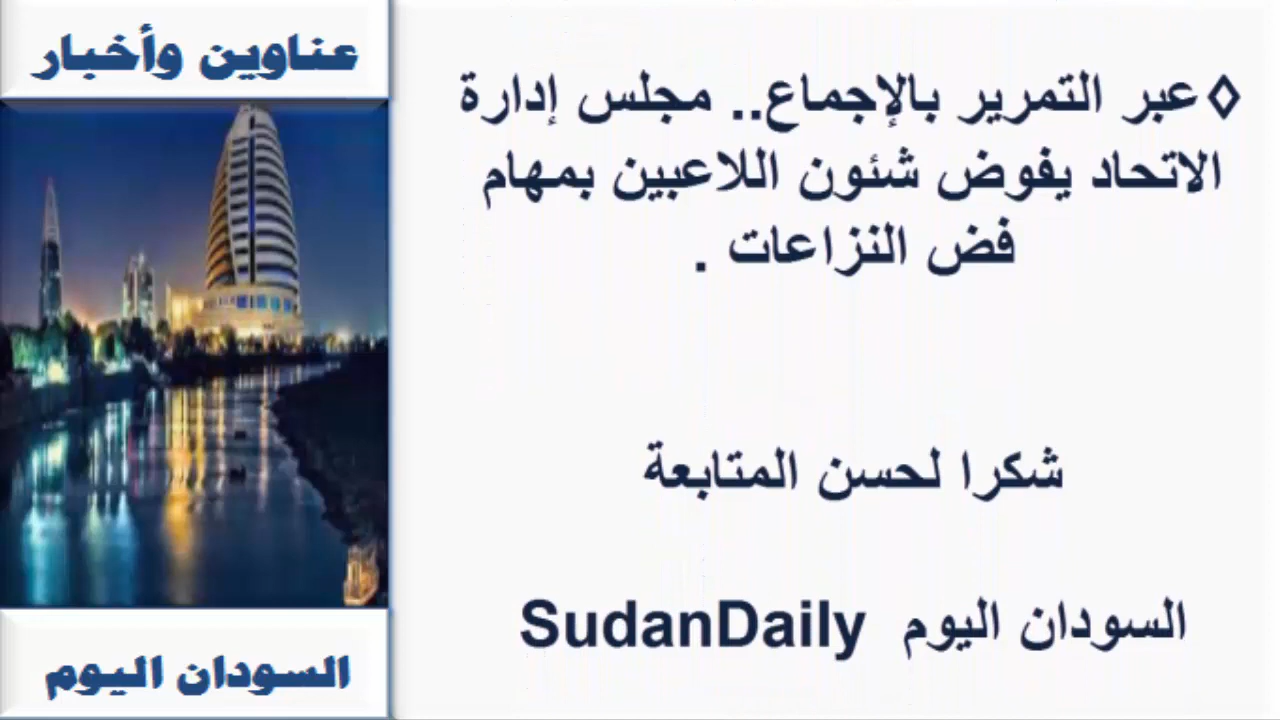 عناوين وأخبار
◊عبر التمرير بالإجماع.. مجلس إدارة
الاتحاد يفوض شئون اللاعبين بمهام
فض النزاعات .
شكرا لحسن المتابعة
السودان اليوم SudanDaily
السودان اليوم